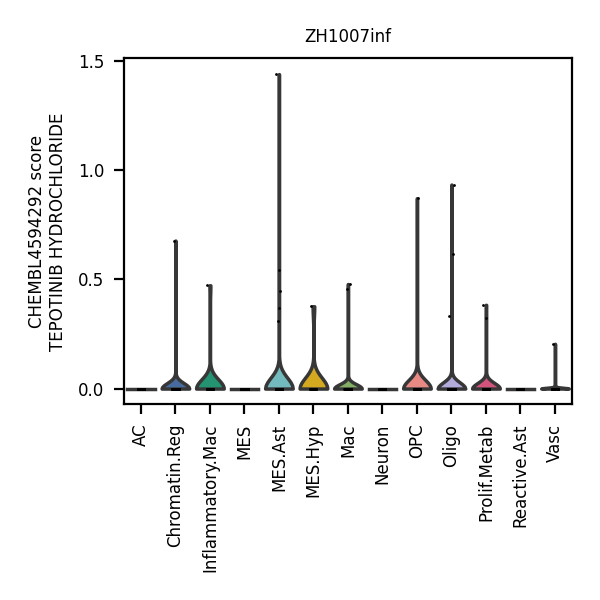 ZH1007inf
CHEMBL4594292 score
TEPOTINIB HYDROCHLORIDE
1.5
1.0
0.5
0.0
AC
Chromatin.Reg
Inflammatory.Mac
MES
MES.Ast
MES.Hyp
Mac
Neuron
OPC
Oligo
Prolif.Metab
Reactive.Ast
Vasc